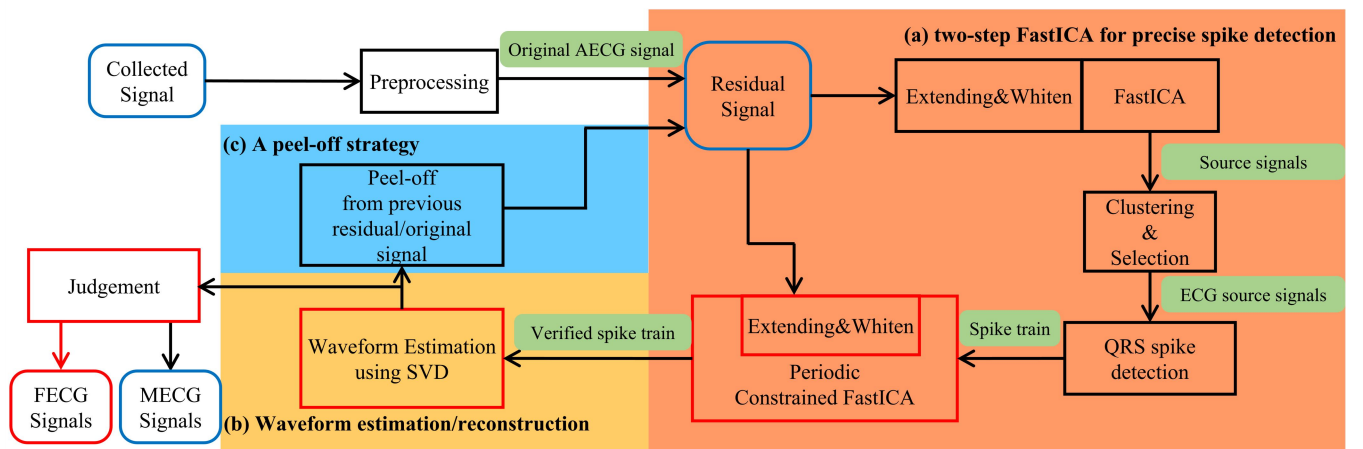 (a) two-step FastICA for precise spike detection
Original AECG signal
Collected
Signal
Preprocessing
Residual
Signal
Extending&Whiten
FastICA
(c) A peel-off strategy
Peel-off
from previous
residual/original
signal
Source signals
Clustering
&
Selection
Judgement
ECG source signals
Waveform Estimation
using SVD
Verified spike train
Extending&Whiten
Periodic
Constrained FastICA
Spike train
QRS spike
detection
FECG
Signals
MECG
Signals
(b) Waveform estimation/reconstruction